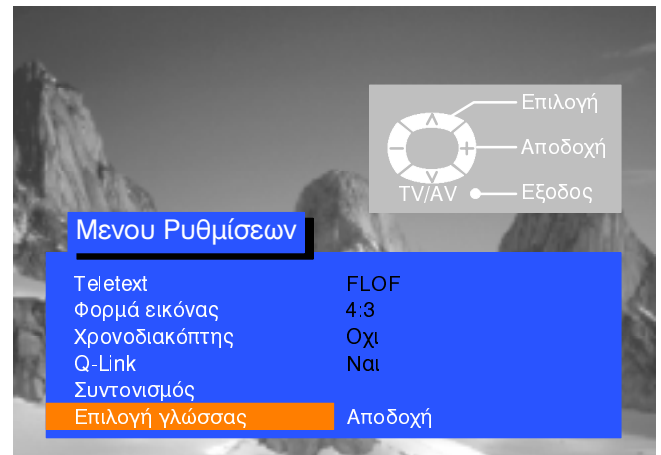 Επιλογή
Αποδοχή
TV/AV Εξοδος
Μενου Ρυθμίσεων
Teletext FLOF
Φορμά εικόνας 4:3
Χρονοδιακόπτης Οχι
Q-Link Ναι
Συντονισμός
Επιλογή γλώσσας Αποδοχή